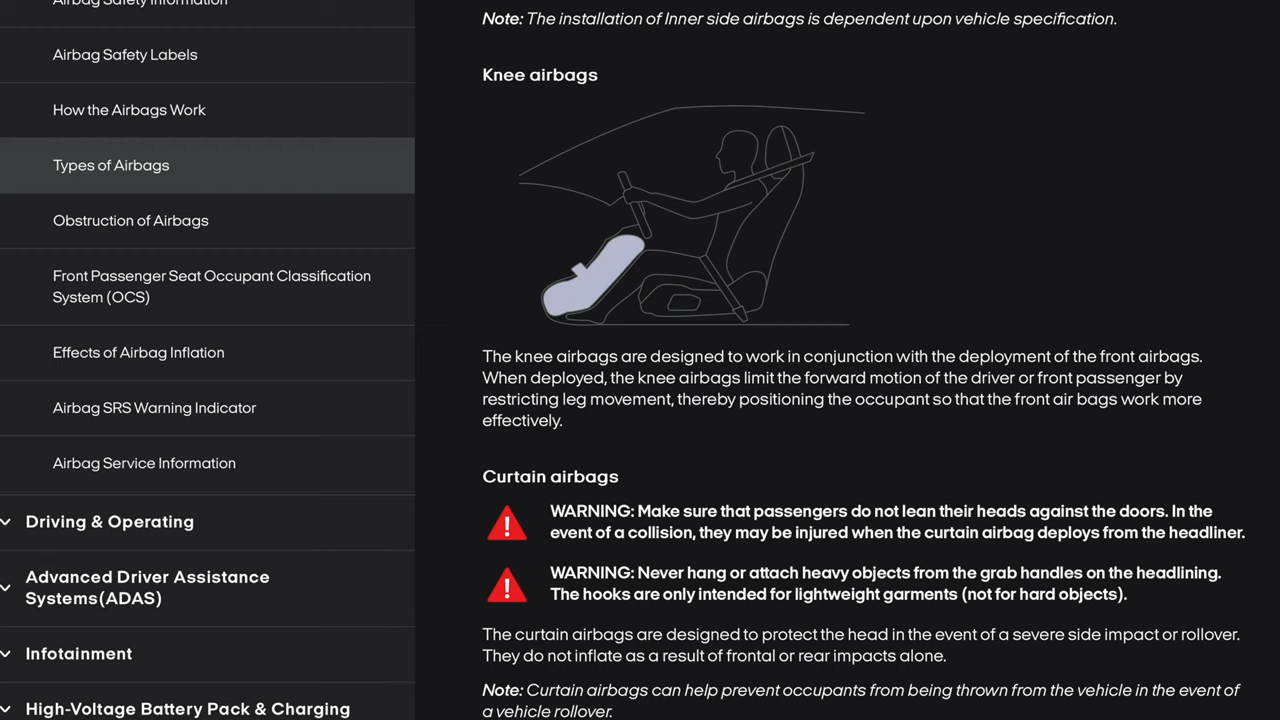 Airbag Safety Information
Airbag Safety Labels
How the Airbags Work
Types of Airbags
Obstruction of Airbags
Front Passenger Seat Occupant Classification
System (OCS)
Effects of Airbag Inflation
Airbag SRS Warning Indicator
Airbag Service Information
Driving & Operating
Advanced Driver Assistance
Systems(ADAS)
Infotainment
High-Voltage Battery Pack & Charging
Note: The installation of Inner side airbags is dependent upon vehicle specification.
Knee airbags
The knee airbags are designed to work in conjunction with the deployment of the front airbags.
When deployed, the knee airbags limit the forward motion of the driver or front passenger by
restricting leg movement, thereby positioning the occupant so that the front air bags work more
effectively.
Curtain airbags
WARNING: Make sure that passengers do not lean their heads against the doors. In the
event of a collision, they may be injured when the curtain airbag deploys from the headliner.
WARNING: Never hang or attach heavy objects from the grab handles on the headlining.
The hooks are only intended for lightweight garments (not for hard objects).
The curtain airbags are designed to protect the head in the event of a severe side impact or rollover.
They do not inflate as a result of frontal or rear impacts alone.
Note: Curtain airbags can help prevent occupants from being thrown from the vehicle in the event of
a vehicle rollover.